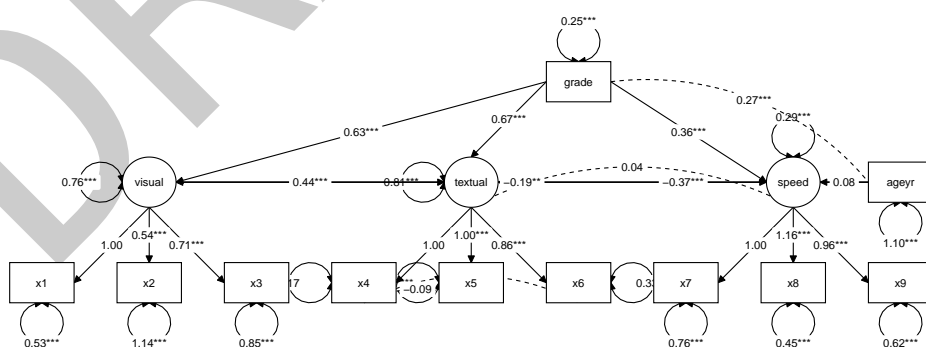 0.25***
grade
0.27***
0.29***
0.63***
0.67***
0.36***
0.04
0.76***
visual
0.44***
0.81***
textual
−0.19**
−0.37***
speed
0.08
ageyr
1.00
0.54***
0.71***
1.00
1.00***
0.86***
1.00
1.16***
0.96***
1.10***
x1
x2
x3
x4
−0.09
x5
x6
x7
x8
x9
0.53***
1.14***
0.85***
0.76***
0.45***
0.62***